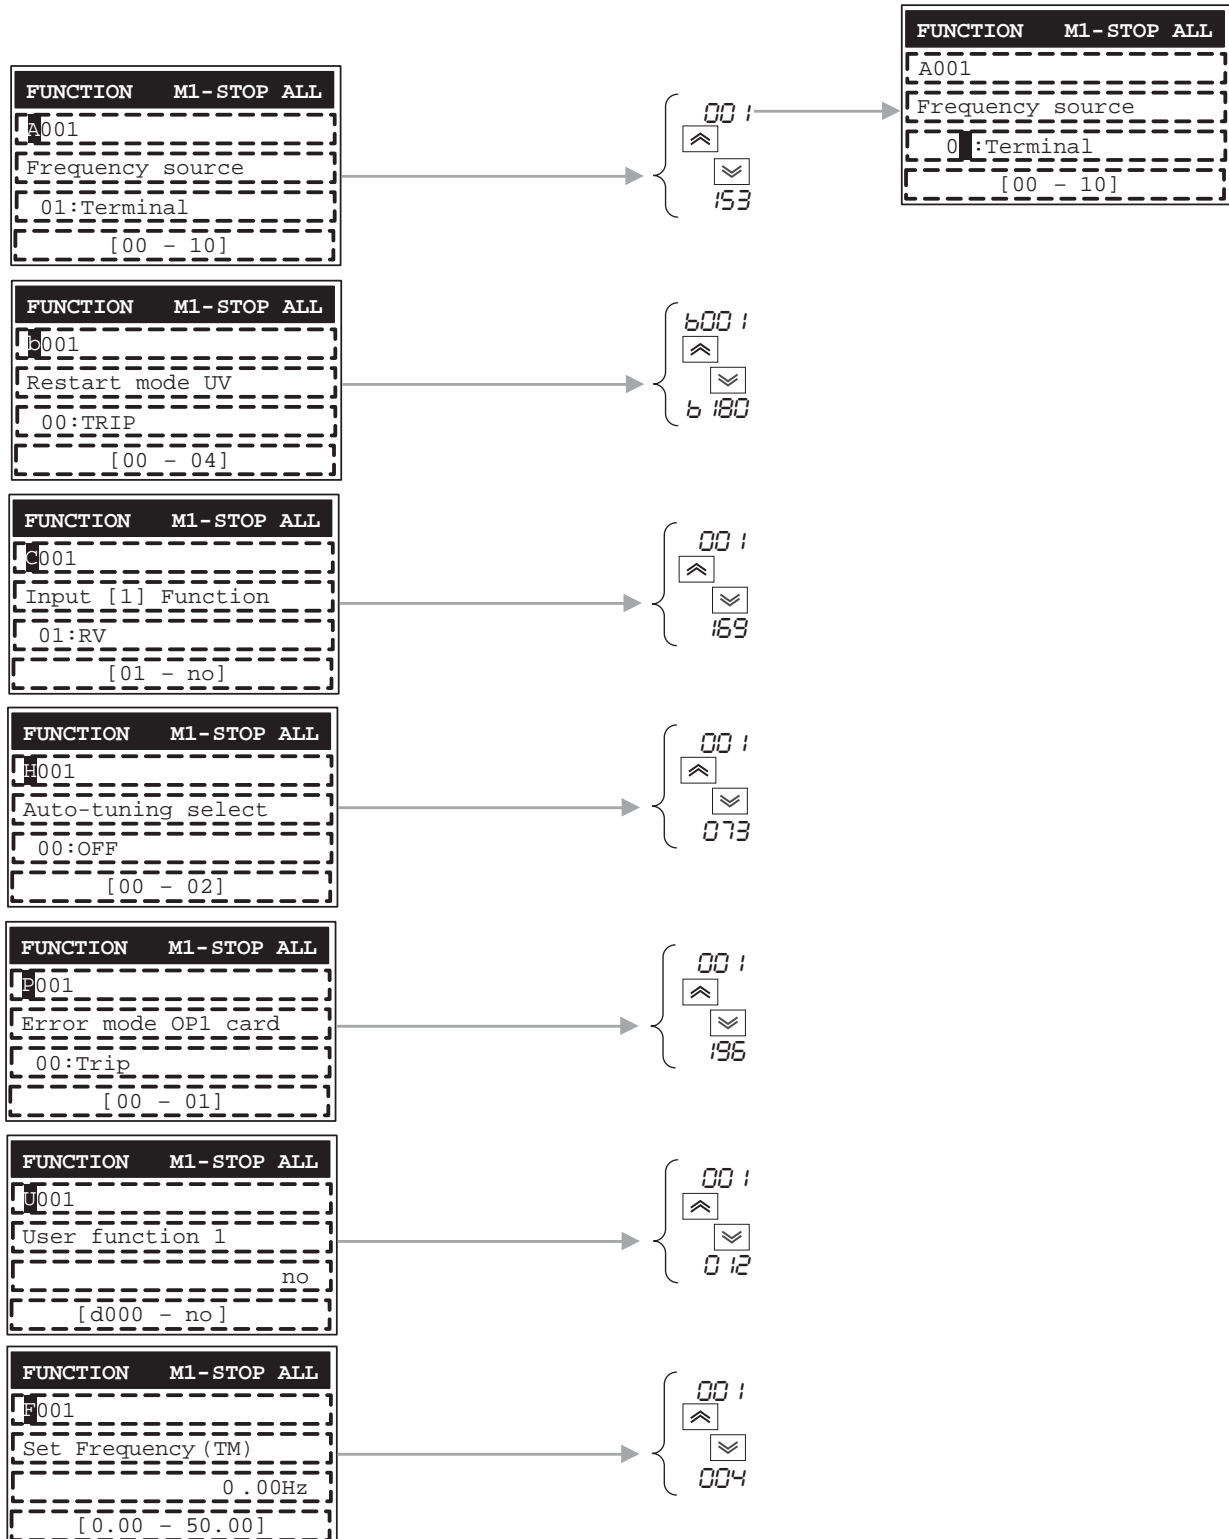 FUNCTION M1-STOP ALL
A001
Frequency source
01:Terminal
[00 – 10]
001
153
FUNCTION M1-STOP ALL
A001
Frequency source
0 :Terminal
[00 – 10]
FUNCTION M1-STOP ALL
b001
Restart mode UV
00:TRIP
[00 – 04]
b001
b180
FUNCTION M1-STOP ALL
C001
Input [1] Function
01:RV
[01 – no]
001
169
FUNCTION M1-STOP ALL
H001
Auto-tuning select
00:OFF
[00 – 02]
001
073
FUNCTION M1-STOP ALL
P001
Error mode OP1 card
00:Trip
[00 – 01]
001
196
FUNCTION M1-STOP ALL
U001
User function 1
no
[d000 – no]
001
012
FUNCTION M1-STOP ALL
F001
Set Frequency(TM)
0.00Hz
[0.00 – 50.00]
001
004